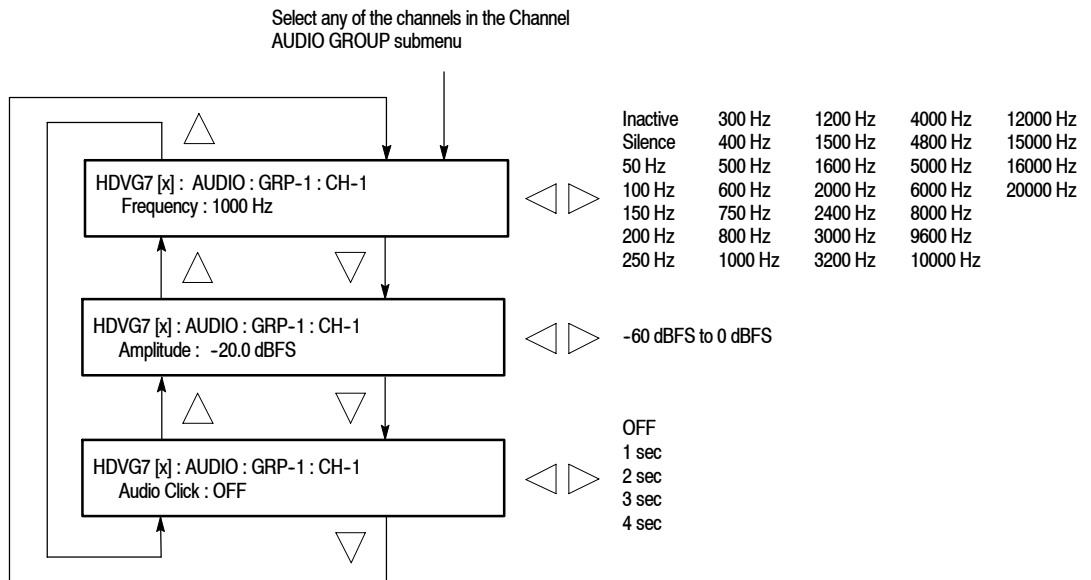 Select any of the channels in the Channel
AUDIO GROUP submenu
HDVG7 [x] : AUDIO : GRP-1 : CH-1
Frequency : 1000 Hz
Inactive 300 Hz 1200 Hz 4000 Hz 12000 Hz
Silence 400 Hz 1500 Hz 4800 Hz 15000 Hz
50 Hz 500 Hz 1600 Hz 5000 Hz 16000 Hz
100 Hz 600 Hz 2000 Hz 6000 Hz 20000 Hz
150 Hz 750 Hz 2400 Hz 8000 Hz
200 Hz 800 Hz 3000 Hz 9600 Hz
250 Hz 1000 Hz 3200 Hz 10000 Hz
HDVG7 [x] : AUDIO : GRP-1 : CH-1
Amplitude : -20.0 dBFS
-60 dBFS to 0 dBFS
HDVG7 [x] : AUDIO : GRP-1 : CH-1
Audio Click : OFF
OFF
1 sec
2 sec
3 sec
4 sec